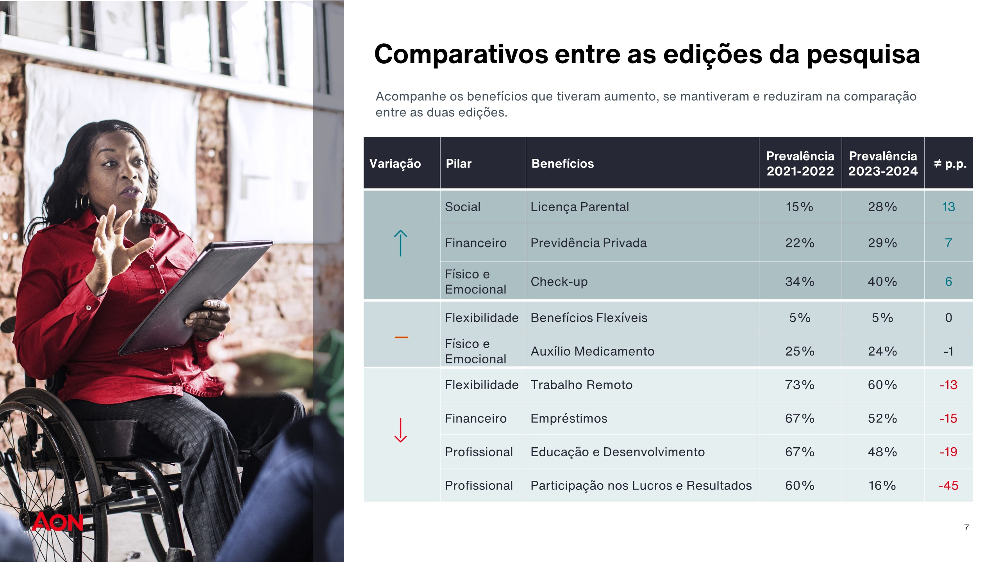 Comparativos entre as edições da pesquisa
Acompanhe os benefícios que tiveram aumento, se mantiveram e reduziram na comparação
entre as duas edições.
Variação Pilar Benefícios Prevalência 2021-2022 Prevalência 2023-2024 ≠ p.p.
↑
Social Licença Parental 15% 28% 13
Financeiro Previdência Privada 22% 29% 7
Físico e Emocional Check-up 34% 40% 6
—
Flexibilidade Benefícios Flexíveis 5% 5% 0
Físico e Emocional Auxílio Medicamento 25% 24% -1
↓
Flexibilidade Trabalho Remoto 73% 60% -13
Financeiro Empréstimos 67% 52% -15
Profissional Educação e Desenvolvimento 67% 48% -19
Profissional Participação nos Lucros e Resultados 60% 16% -45
AON
7